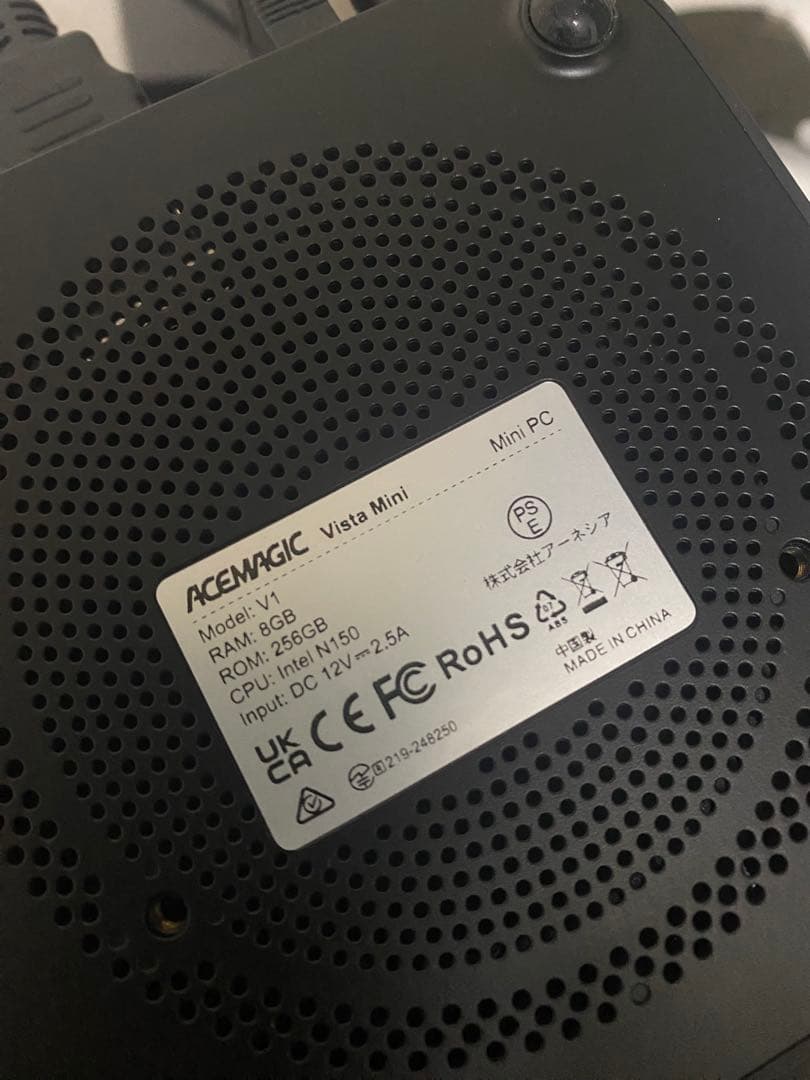 ACEMAGIC Vista Mini
Mini PC
Model: V1
RAM: 8GB
ROM: 256GB
CPU: Intel N150
Input: DC 12V⎓2.5A
PS
E
株式会社アーネシア
UK
CA CE FC RoHS
07
ABS
中国製
MADE IN CHINA
R 219-248250